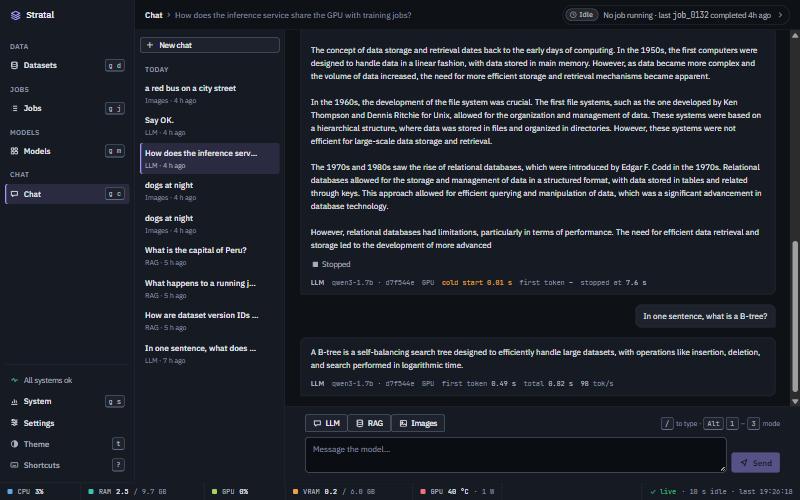 Stratal
Chat › How does the inference service share the GPU with training jobs?
Idle No job running · last job_0132 completed 4h ago
DATA
Datasets g d
JOBS
Jobs g j
MODELS
Models g m
CHAT
Chat g c
All systems ok
System g s
Settings
Theme t
Shortcuts ?
+ New chat
TODAY
a red bus on a city street
Images · 4 h ago
Say OK.
LLM · 4 h ago
How does the inference serv...
LLM · 4 h ago
dogs at night
Images · 4 h ago
dogs at night
Images · 5 h ago
What is the capital of Peru?
RAG · 5 h ago
What happens to a running j...
RAG · 5 h ago
How are dataset version IDs ...
RAG · 5 h ago
In one sentence, what does ...
LLM · 7 h ago
The concept of data storage and retrieval dates back to the early days of computing. In the 1950s, the first computers were
designed to handle data in a linear fashion, with data stored in main memory. However, as data became more complex and
the volume of data increased, the need for more efficient storage and retrieval mechanisms became apparent.
In the 1960s, the development of the file system was crucial. The first file systems, such as the one developed by Ken
Thompson and Dennis Ritchie for Unix, allowed for the organization and management of data. These systems were based on
a hierarchical structure, where data was stored in files and organized in directories. However, these systems were not
efficient for large-scale data storage and retrieval.
The 1970s and 1980s saw the rise of relational databases, which were introduced by Edgar F. Codd in the 1970s. Relational
databases allowed for the storage and management of data in a structured format, with data stored in tables and related
through keys. This approach allowed for efficient querying and manipulation of data, which was a significant advancement in
database technology.
However, relational databases had limitations, particularly in terms of performance. The need for efficient data retrieval and
storage led to the development of more advanced
Stopped
LLM qwen3-1.7b · d7f544e GPU cold start 0.01 s first token – stopped at 7.6 s
In one sentence, what is a B-tree?
A B-tree is a self-balancing search tree designed to efficiently handle large datasets, with operations like insertion, deletion,
and search performed in logarithmic time.
LLM qwen3-1.7b · d7f544e GPU first token 0.49 s total 0.82 s 98 tok/s
LLM RAG Images
/ to type · Alt 1 – 3 mode
Message the model...
Send
CPU 3% RAM 2.5 / 9.7 GB GPU 0% VRAM 0.2 / 6.0 GB GPU 40 °C · 1 W
✓ live · 10 s idle · last 19:26:18